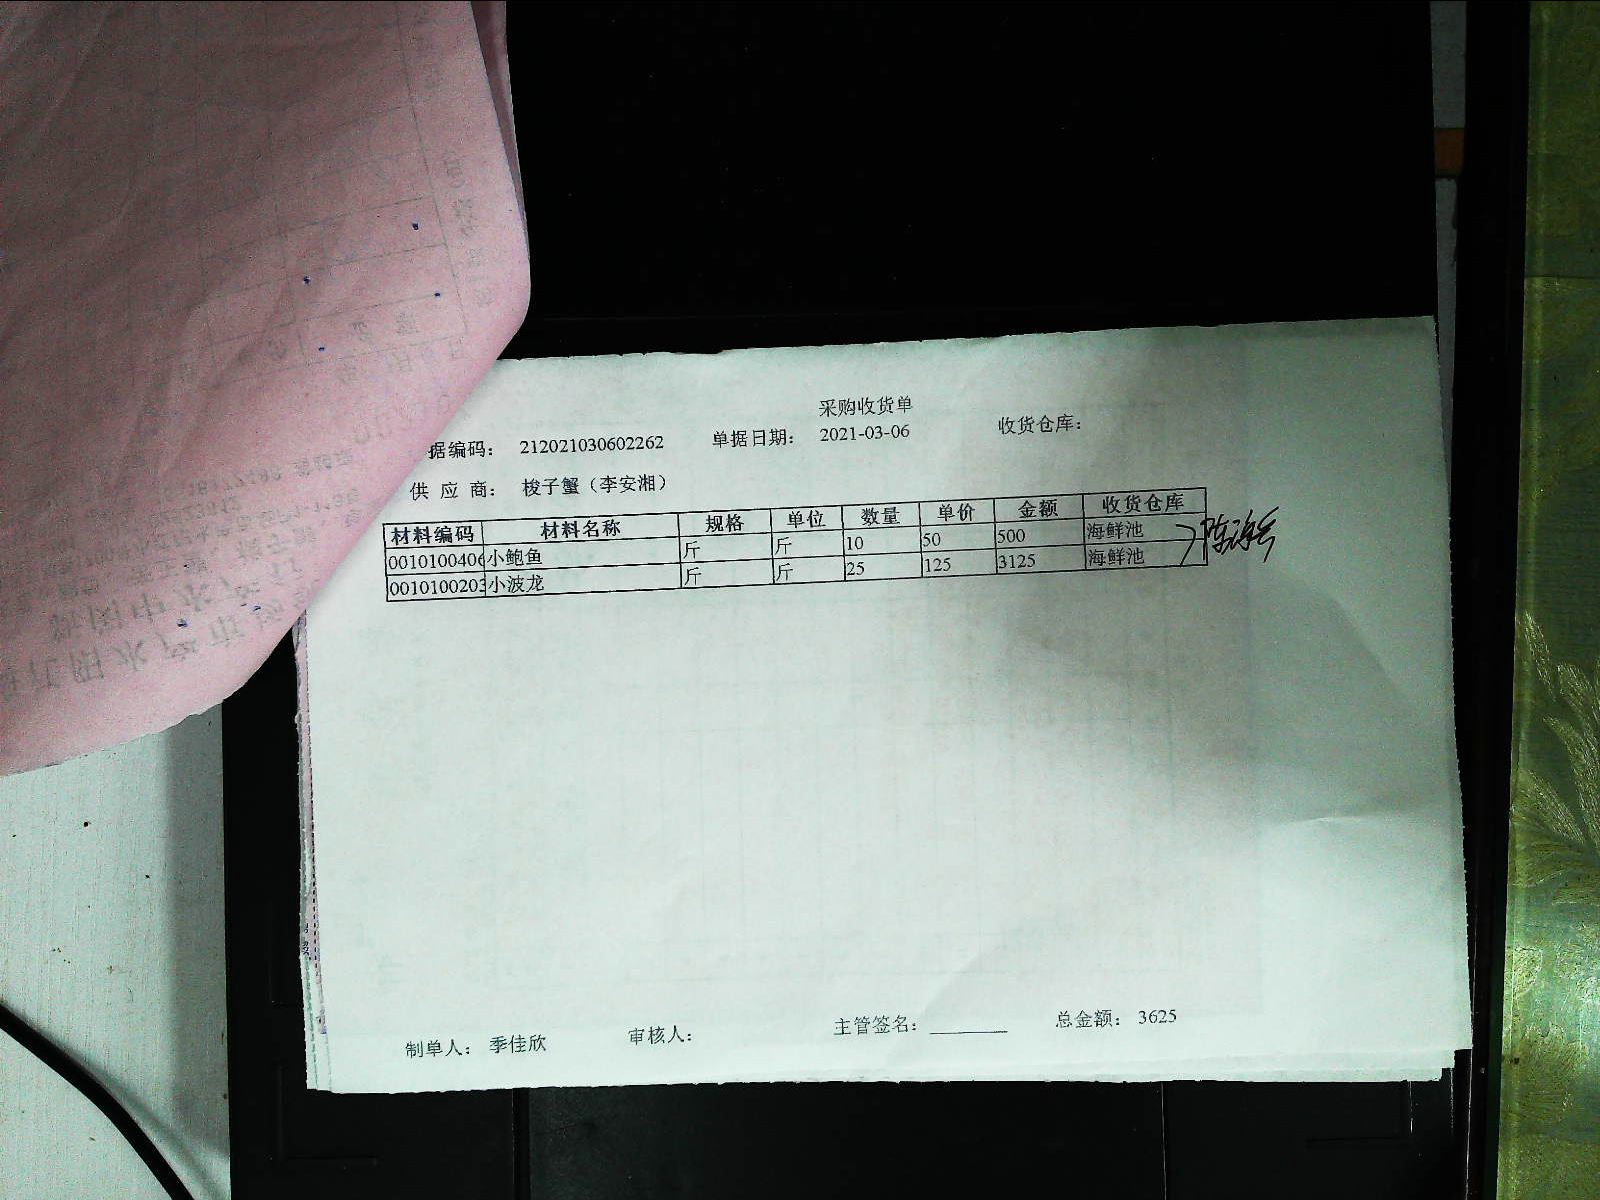 采购收货单
据编码： 212021030602262 单据日期： 2021-03-06 收货仓库：
供 应 商： 梭子蟹（李安湘）
材料编码 材料名称 规格 单位 数量 单价 金额 收货仓库
0010100406 小鲍鱼 斤 斤 10 50 500 海鲜池
001010020 小波龙 斤 斤 25 125 3125 海鲜池
制单人： 季佳欣 审核人： 主管签名： 总金额： 3625